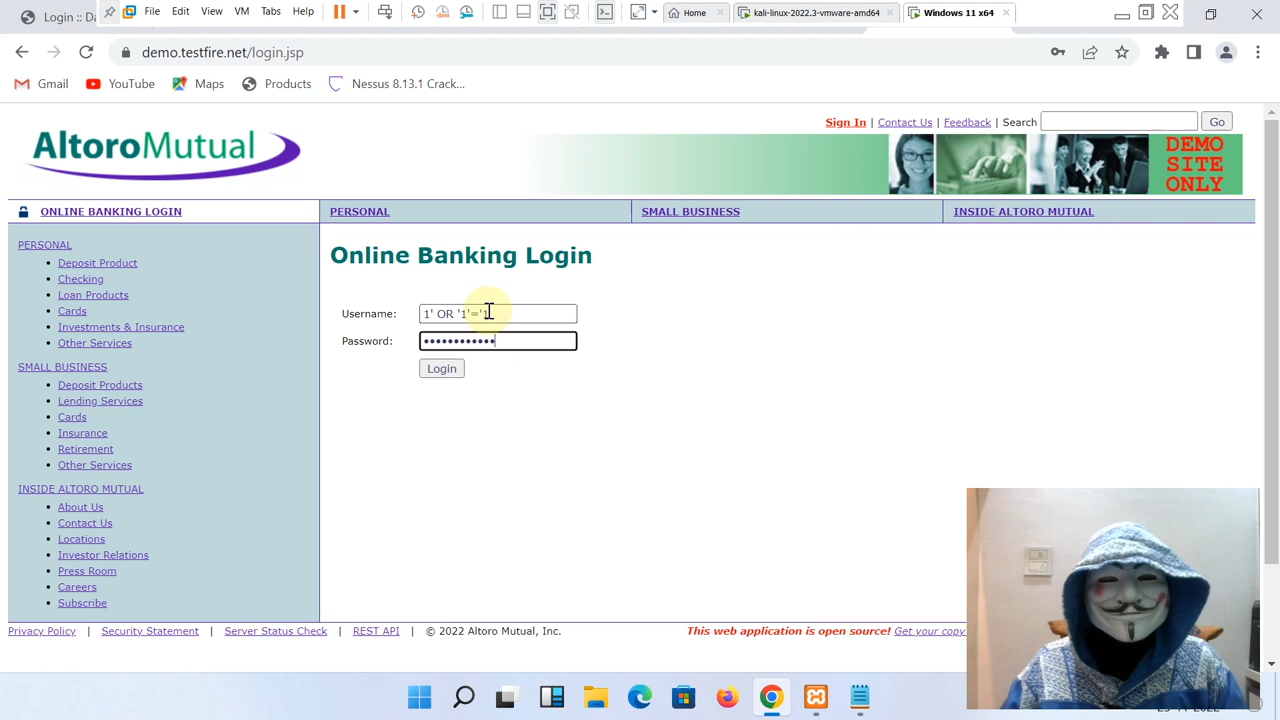 Online
File Edit View VM Tabs Help
Home
kali-linux-2022.3-vmware-amd64
Windows 11 x64
demo.testfire.net/login.jsp
Gmail YouTube Maps Products Nessus 8.13.1 Crack...
Sign In | Contact Us | Feedback | Search Go
AltoroMutual
DEMO
SITE
ONLY
ONLINE BANKING LOGIN PERSONAL SMALL BUSINESS INSIDE ALTORO MUTUAL
PERSONAL
Deposit Product
Checking
Loan Products
Cards
Investments & Insurance
Other Services
SMALL BUSINESS
Deposit Products
Lending Services
Cards
Insurance
Retirement
Other Services
INSIDE ALTORO MUTUAL
About Us
Contact Us
Locations
Investor Relations
Press Room
Careers
Subscribe
Online Banking Login
Username: 1' OR '1'='1
Password: ••••••••••••
Login
Privacy Policy | Security Statement | Server Status Check | REST API | © 2022 Altoro Mutual, Inc.
This web application is open source! Get your copy